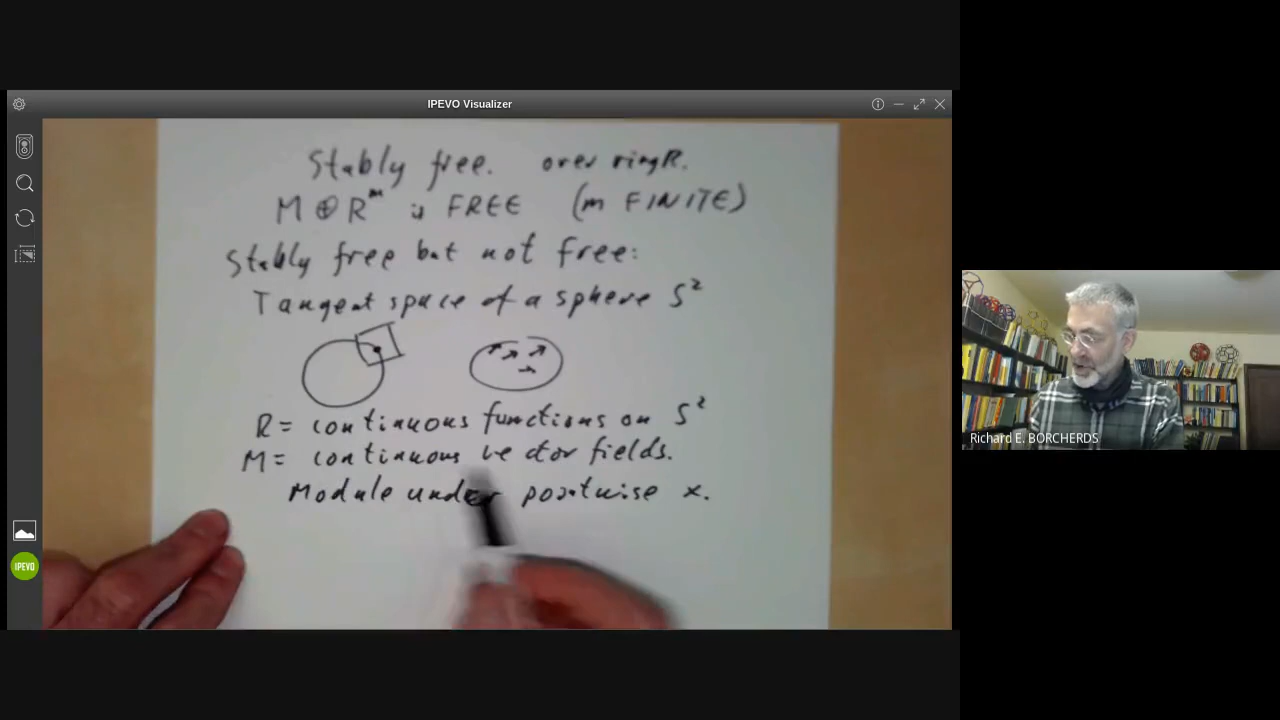 IPEVO Visualizer
Stably free. over ring R.
M ⊕ R^m is FREE (m FINITE)
Stably free but not free:
Tangent space of a sphere S²
R = continuous functions on S²
M = continuous vector fields.
Module under pointwise ×.
Richard E. BORCHERDS
IPEVO